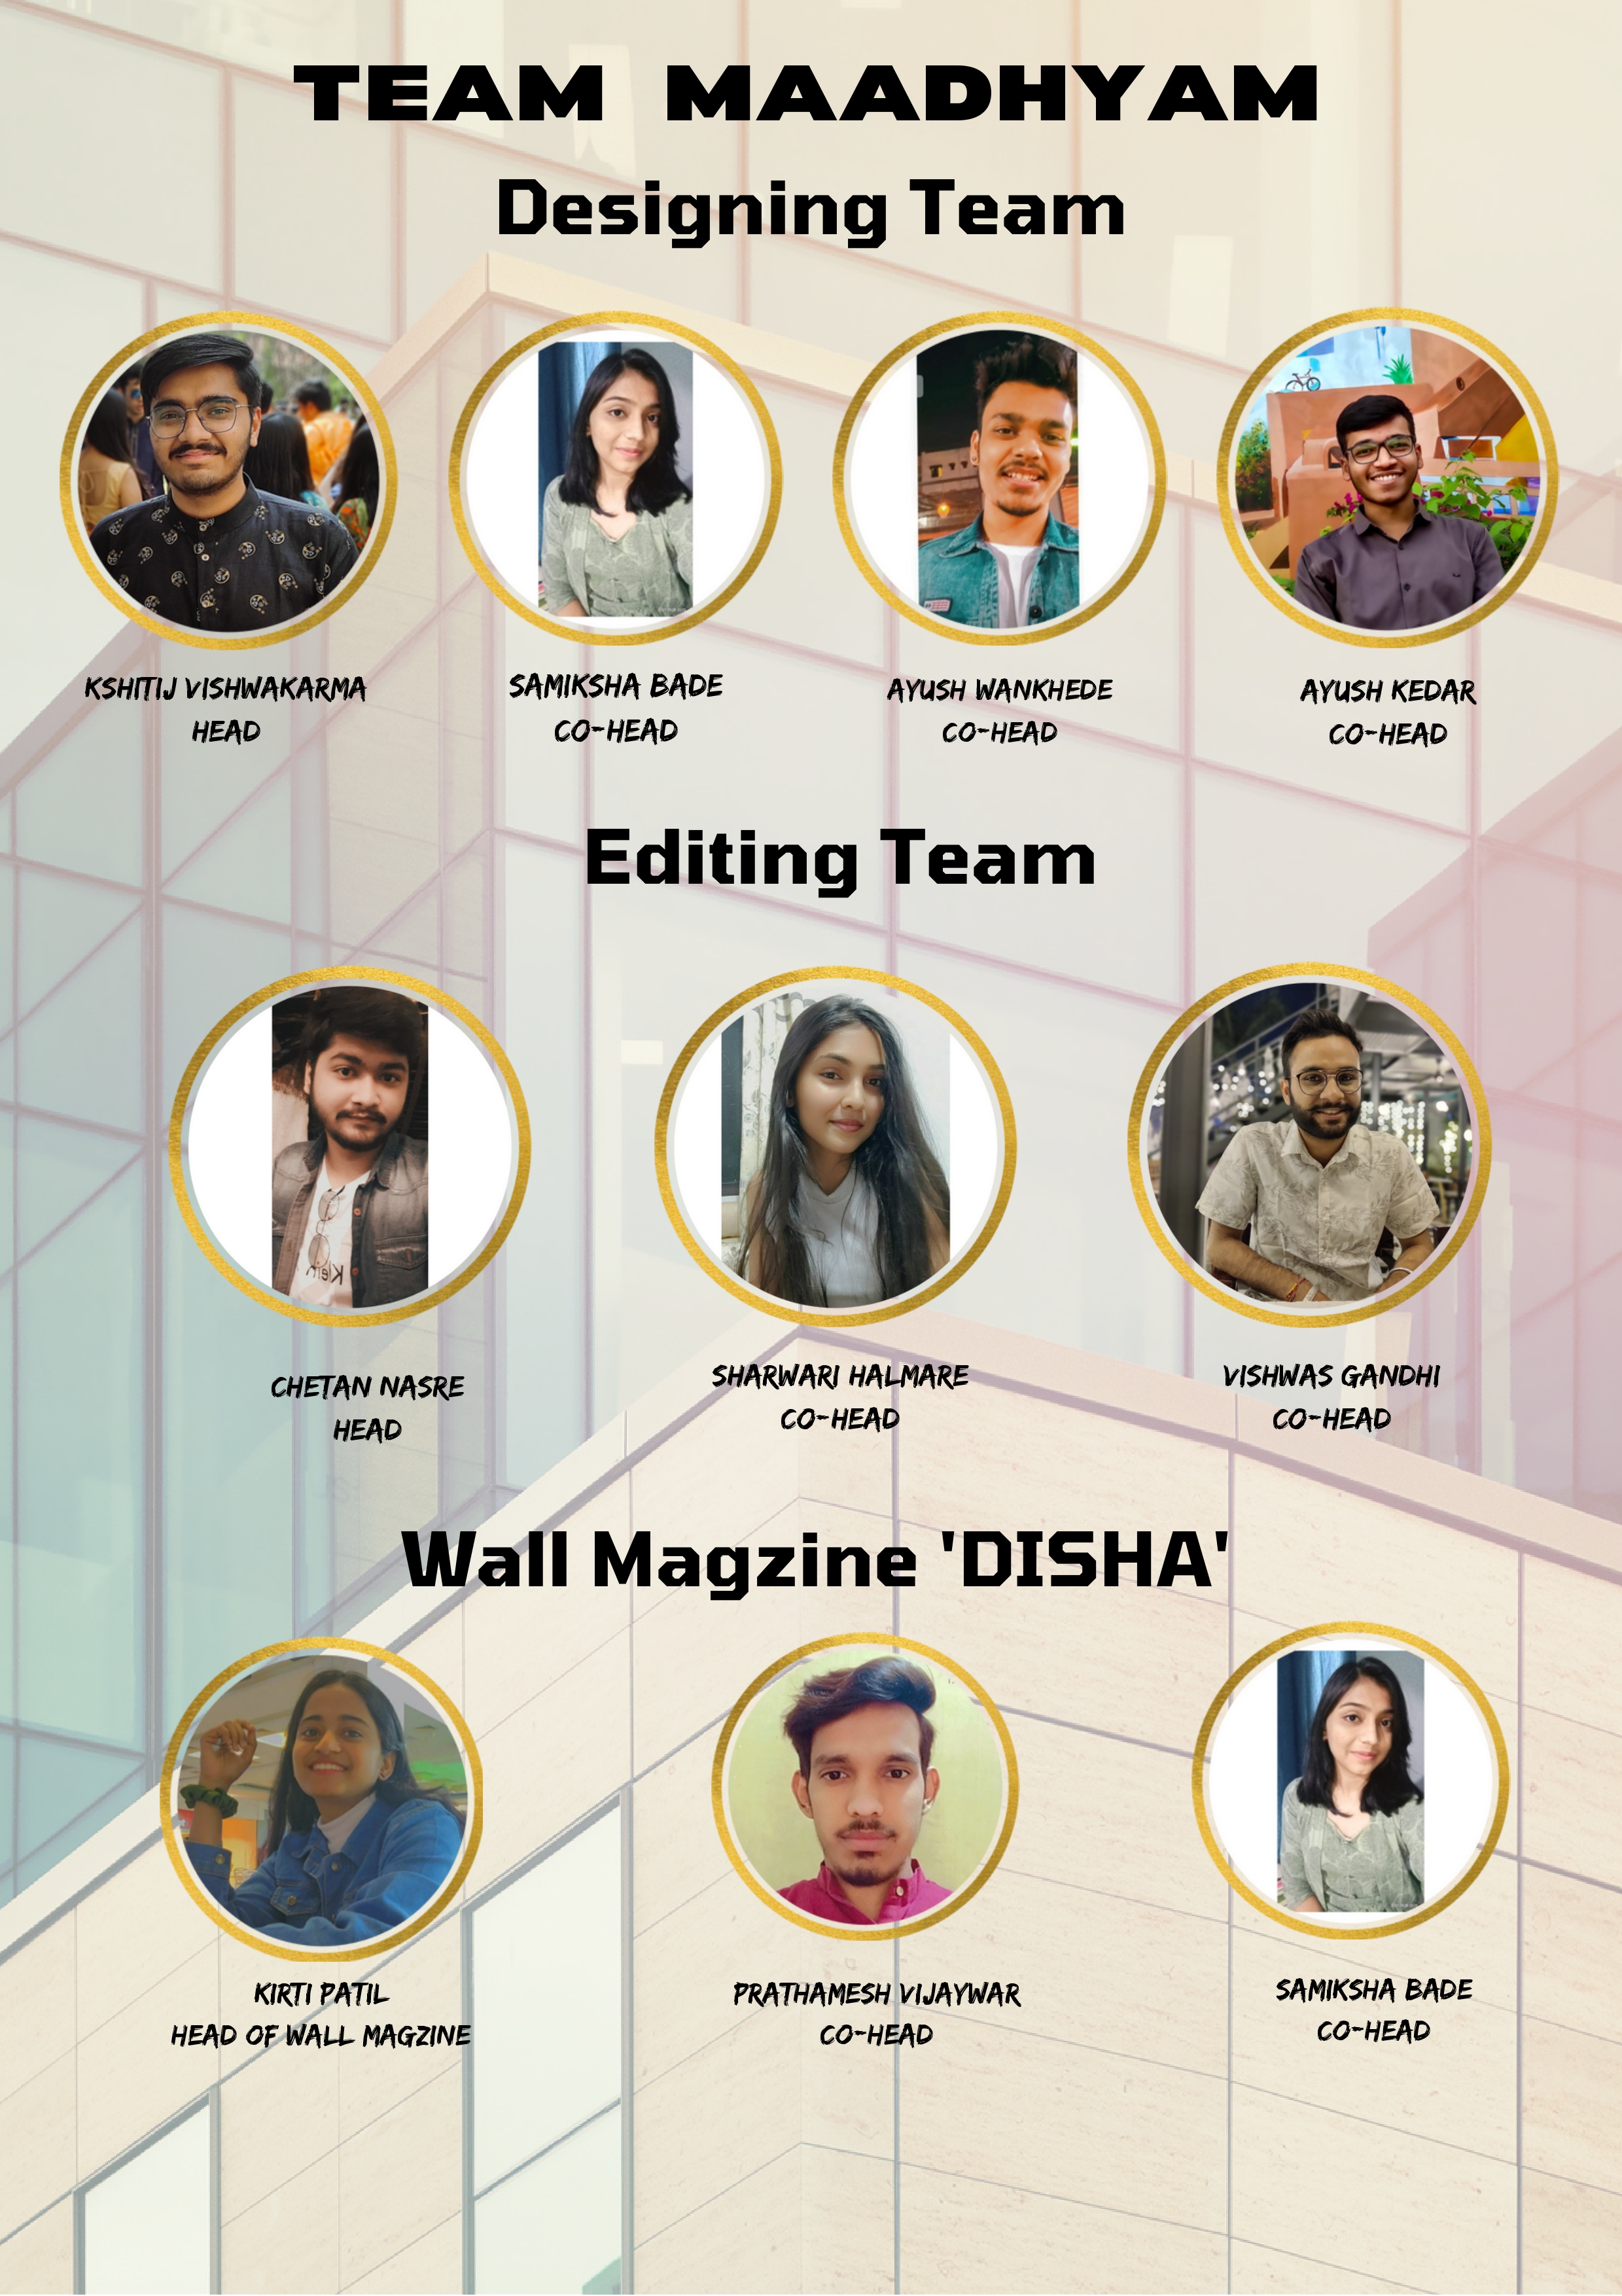 TEAM MAADHYAM
Designing Team
KSHITIJ VISHWAKARMA
HEAD
SAMIKSHA BADE
CO-HEAD
AYUSH WANKHEDE
CO-HEAD
AYUSH KEDAR
CO-HEAD
Editing Team
CHETAN NASRE
HEAD
SHARWARI HALMARE
CO-HEAD
VISHWAS GANDHI
CO-HEAD
Wall Magzine 'DISHA'
KIRTI PATIL
HEAD OF WALL MAGZINE
PRATHAMESH VIJAYWAR
CO-HEAD
SAMIKSHA BADE
CO-HEAD